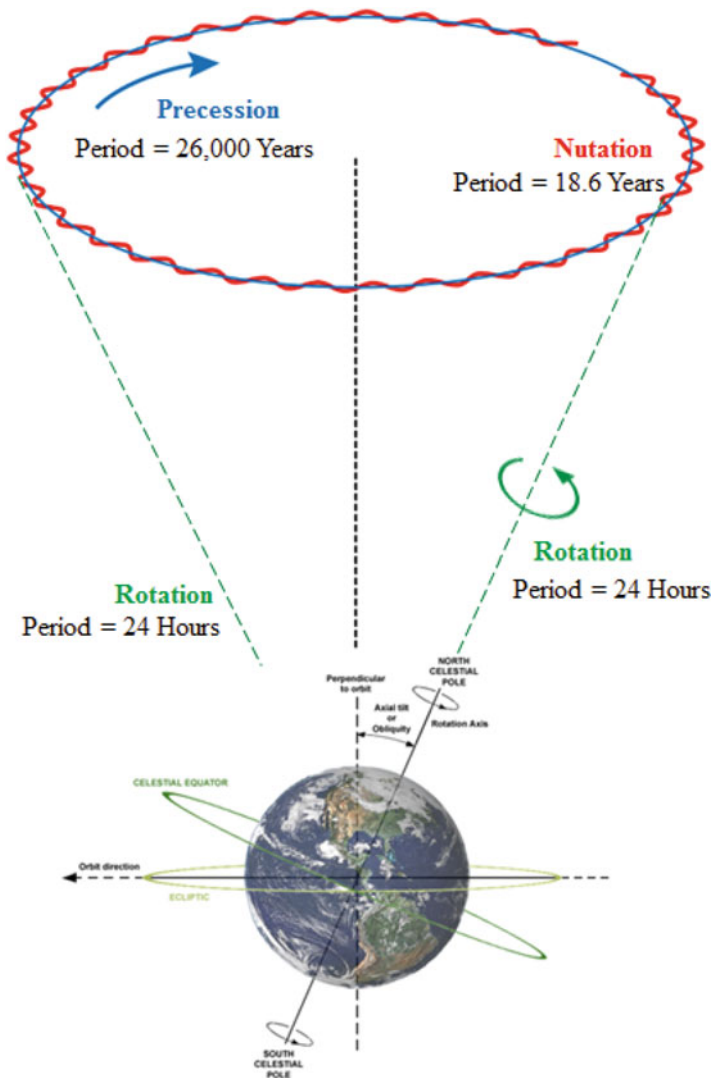 Precession
Period = 26,000 Years
Nutation
Period = 18.6 Years
Rotation
Period = 24 Hours
Rotation
Period = 24 Hours
NORTH
CELESTIAL
POLE
Perpendicular
to orbit
Axial tilt
or
Obliquity
Rotation Axis
CELESTIAL EQUATOR
Orbit direction
ECLIPTIC
SOUTH
CELESTIAL
POLE